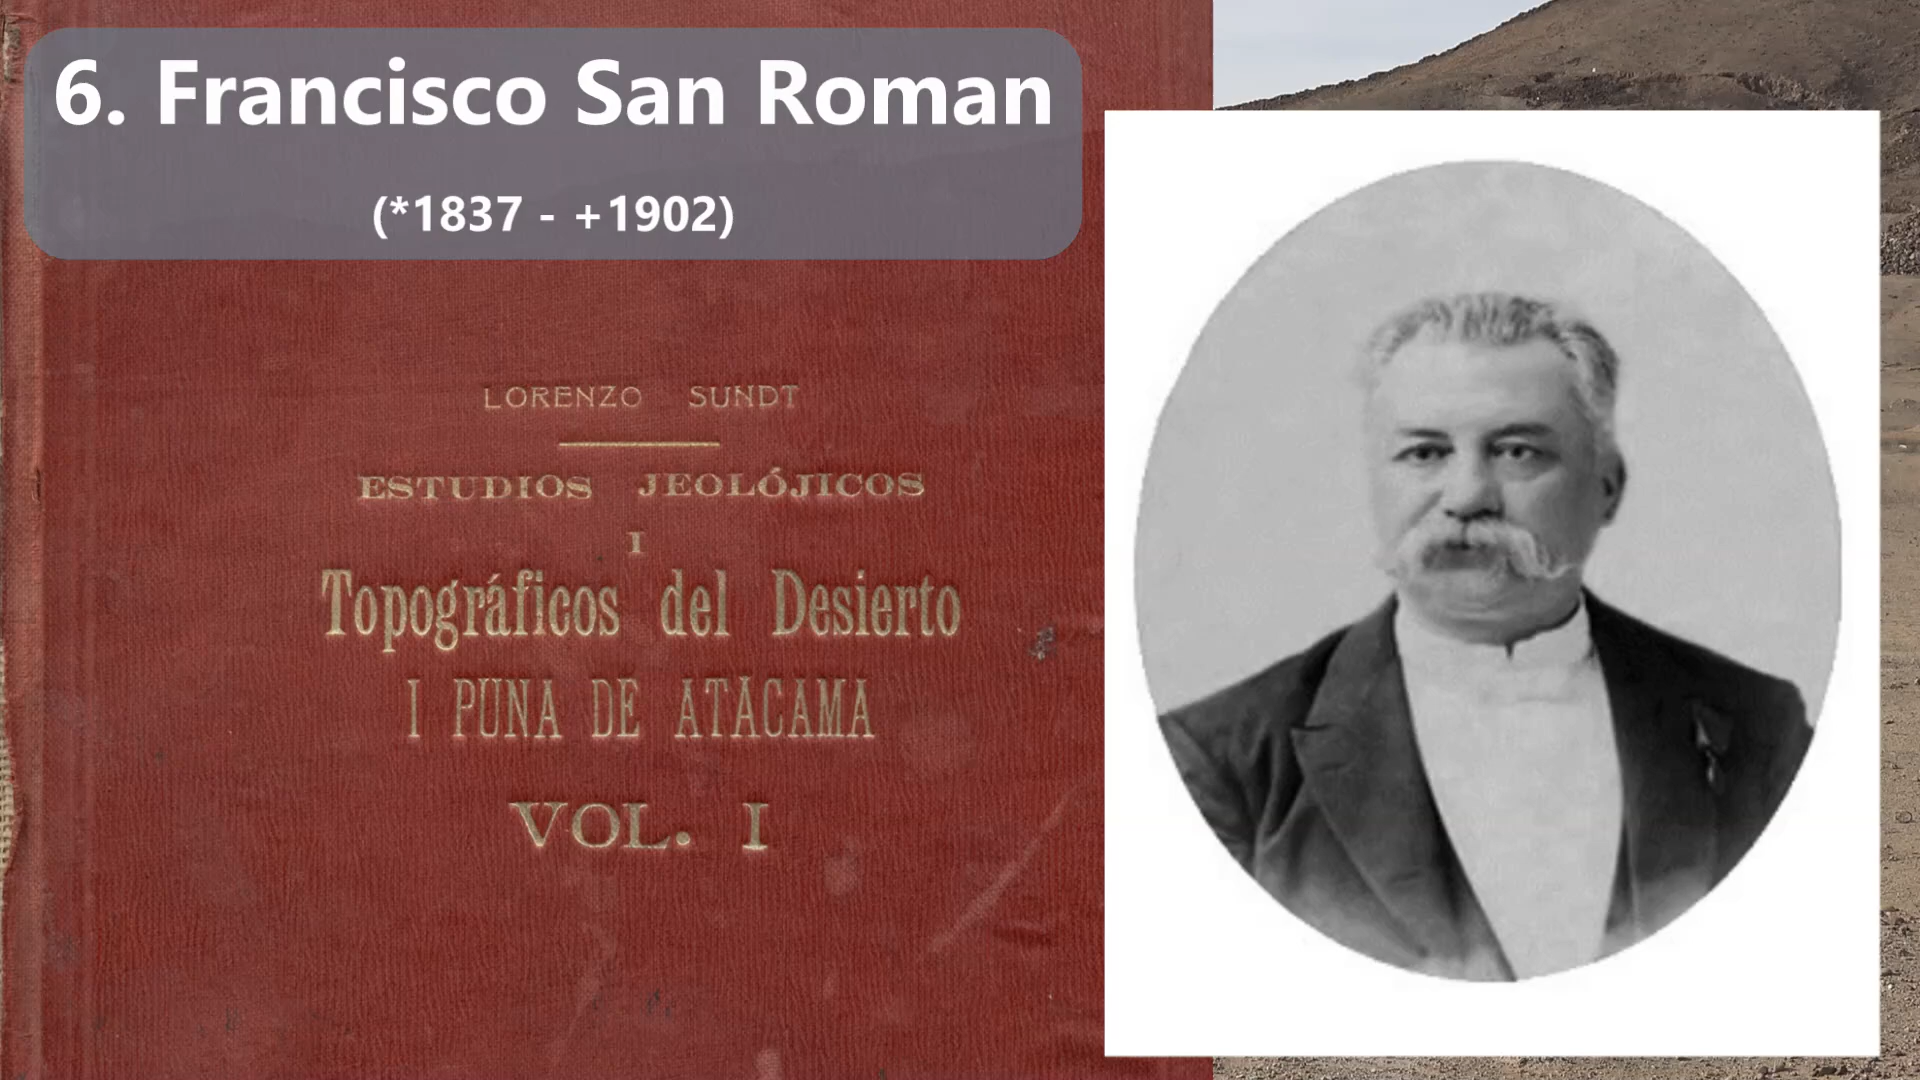 6. Francisco San Roman
(*1837 - +1902)
LORENZO SUNDT
ESTUDIOS JEOLÓJICOS
I
Topográficos del Desierto
I PUNA DE ATACAMA
VOL. I